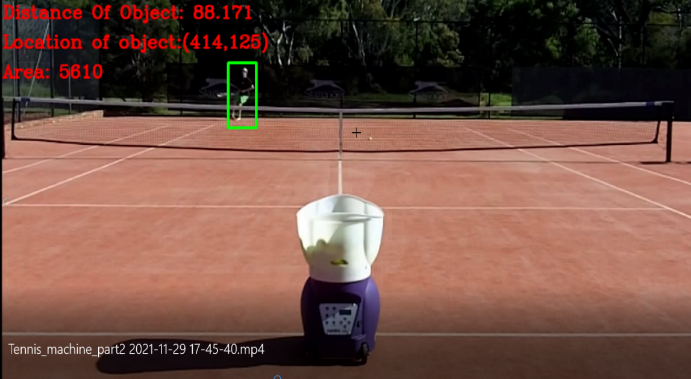 Distance Of Object: 88.171
Location of object:(414,125)
Area: 5610
Tennis_machine_part2 2021-11-29 17-45-40.mp4